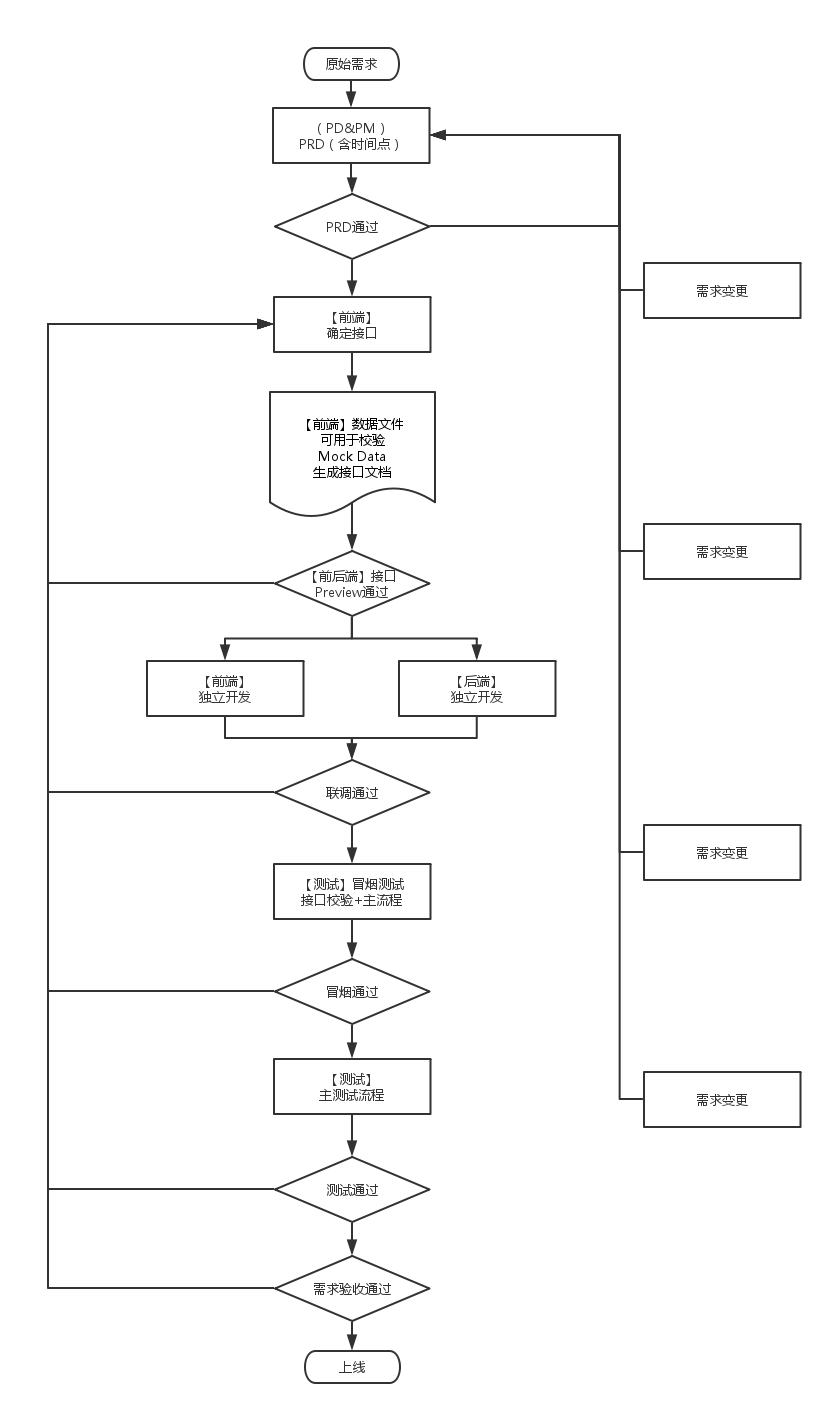 原始需求
（PD&PM）
PRD（含时间点）
PRD通过
需求变更
【前端】
确定接口
【前端】数据文件
可用于校验
Mock Data
生成接口文档
需求变更
【前后端】接口
Preview通过
【前端】
独立开发
【后端】
独立开发
联调通过
需求变更
【测试】冒烟测试
接口校验+主流程
冒烟通过
【测试】
主测试流程
需求变更
测试通过
需求验收通过
上线